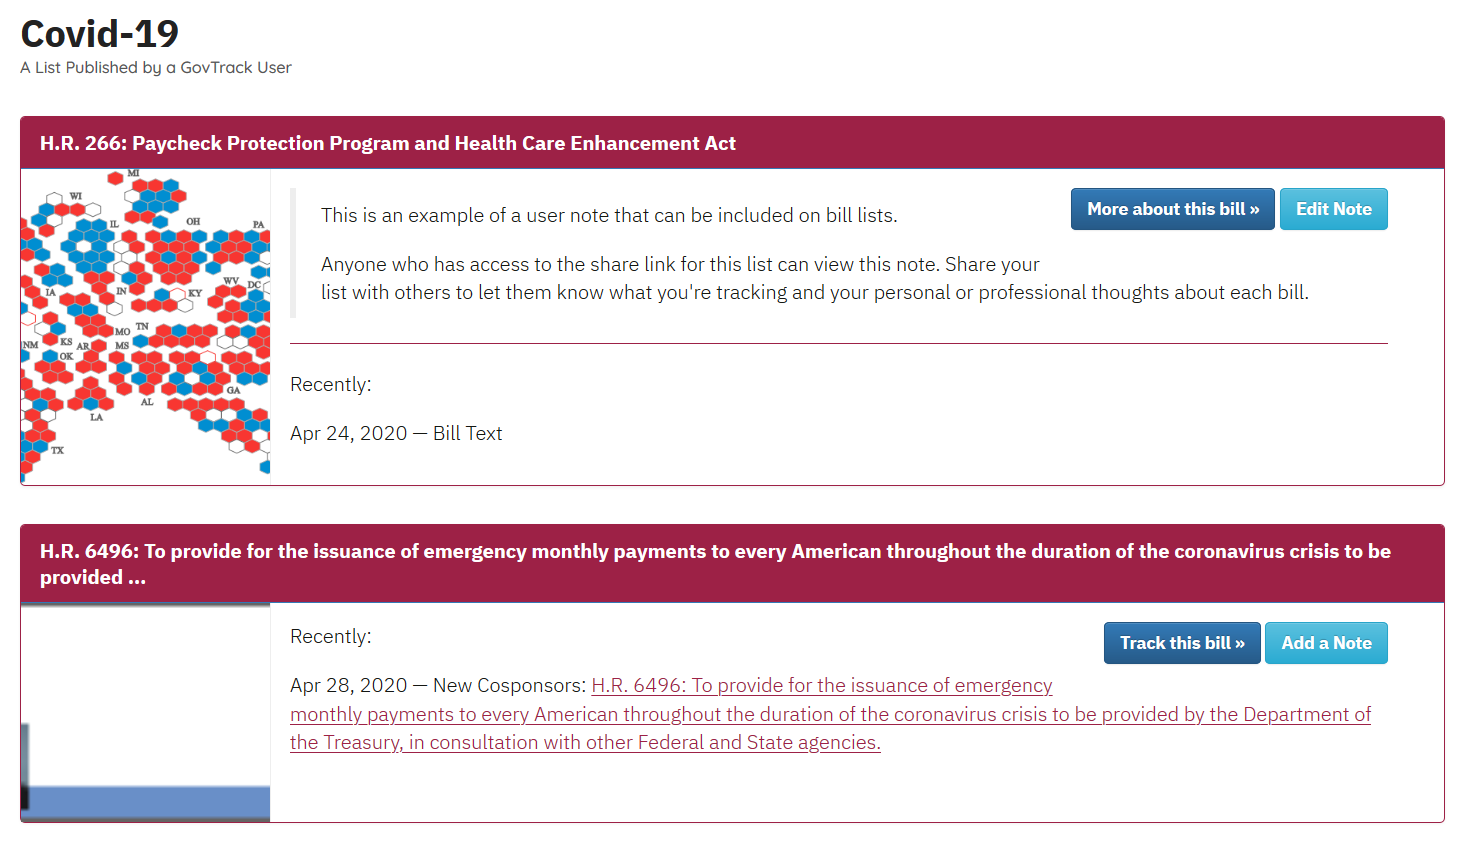 Covid-19
A List Published by a GovTrack User
H.R. 266: Paycheck Protection Program and Health Care Enhancement Act
MI
WI
IL
OH
PA
IA
IN
KY
WV
DC
MO
TN
NM
KS
AR
MS
OK
GA
AL
LA
TX
This is an example of a user note that can be included on bill lists.
More about this bill »
Edit Note
Anyone who has access to the share link for this list can view this note. Share your
list with others to let them know what you're tracking and your personal or professional thoughts about each bill.
Recently:
Apr 24, 2020 — Bill Text
H.R. 6496: To provide for the issuance of emergency monthly payments to every American throughout the duration of the coronavirus crisis to be
provided ...
Recently:
Track this bill »
Add a Note
Apr 28, 2020 — New Cosponsors: H.R. 6496: To provide for the issuance of emergency
monthly payments to every American throughout the duration of the coronavirus crisis to be provided by the Department of
the Treasury, in consultation with other Federal and State agencies.